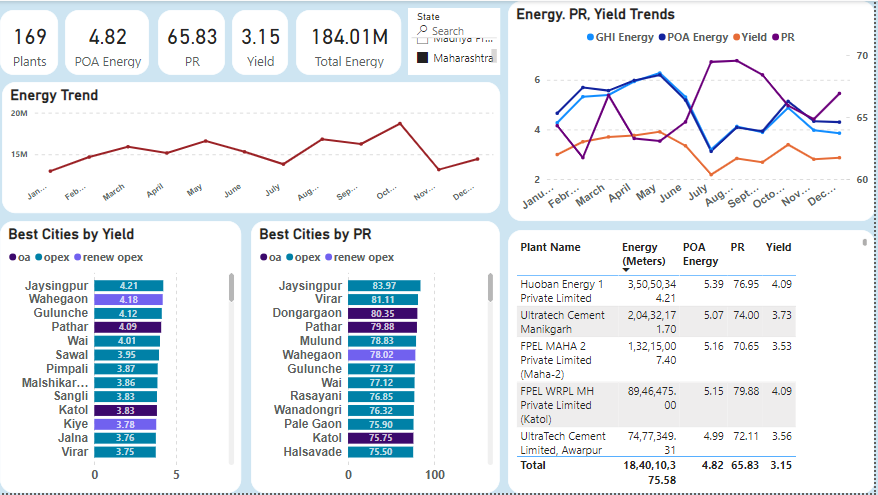 169
Plants
4.82
POA Energy
65.83
PR
3.15
Yield
184.01M
Total Energy
State
Search
Maharashtra
Energy Trend
20M
15M
Jan...
Feb...
March
April
May
June
July
Aug...
Sep...
Oct...
Nov...
Dec...
Energy. PR, Yield Trends
GHI Energy POA Energy Yield PR
6
4
2
70
65
60
Janu...
Febr...
March
April
May
June
July
Aug...
Sept...
Octo...
Nov...
Dec...
Best Cities by Yield
oa opex renew opex
Jaysingpur 4.21
Wahegaon 4.18
Gulunche 4.12
Pathar 4.09
Wai 4.01
Sawal 3.95
Pimpali 3.87
Malshikar... 3.86
Sangli 3.83
Katol 3.83
Kiye 3.78
Jalna 3.76
Virar 3.75
0 5
Best Cities by PR
oa opex renew opex
Jaysingpur 83.97
Virar 81.11
Dongargaon 80.35
Pathar 79.88
Mulund 78.83
Wahegaon 78.02
Gulunche 77.37
Wai 77.12
Rasayani 76.85
Wanadongri 76.32
Pale Gaon 75.90
Katol 75.75
Halsavade 75.50
0 100
Plant Name Energy POA PR Yield
(Meters) Energy
Huoban Energy 1 3,50,50,34 5.39 76.95 4.09
Private Limited 4.21
Ultratech Cement 2,04,32,17 5.07 74.00 3.73
Manikgarh 1.70
FPEL MAHA 2 1,32,15,00 5.16 70.65 3.53
Private Limited 7.40
(Maha-2)
FPEL WRPL MH 89,46,475. 5.15 79.88 4.09
Private Limited 00
(Katol)
UltraTech Cement 74,77,349. 4.99 72.11 3.56
Limited, Awarpur 31
Total 18,40,10,3 4.82 65.83 3.15
75.58